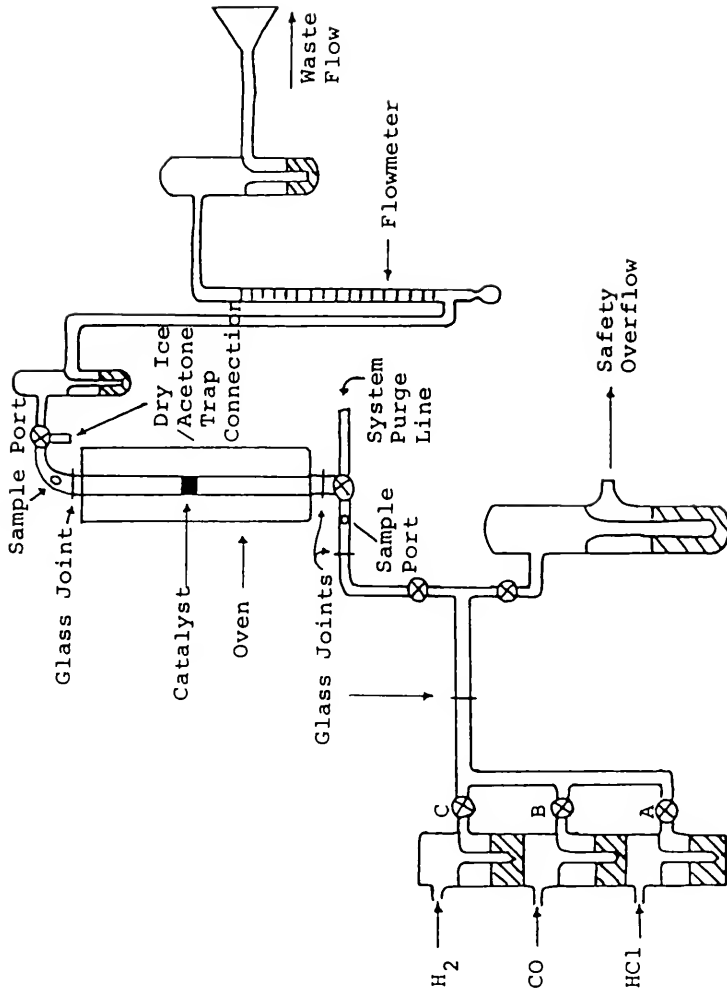 Waste
Flow
Flowmeter
Sample Port
Dry Ice
/Acetone
Trap
Connection
Glass Joint
System
Purge
Line
Catalyst
Sample
Port
Oven
Safety
Overflow
Glass Joints
C
B
A
H2
CO
HCl